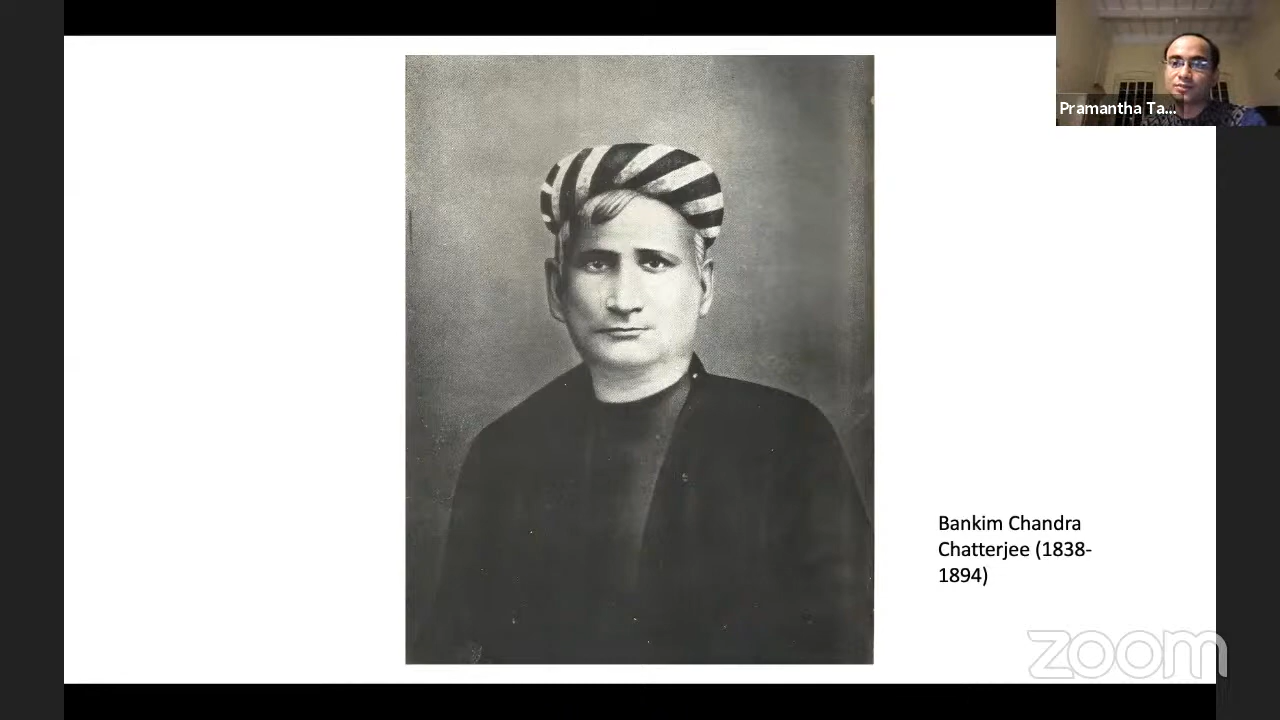 Pramantha Ta...
Bankim Chandra
Chatterjee (1838-
1894)
zoom